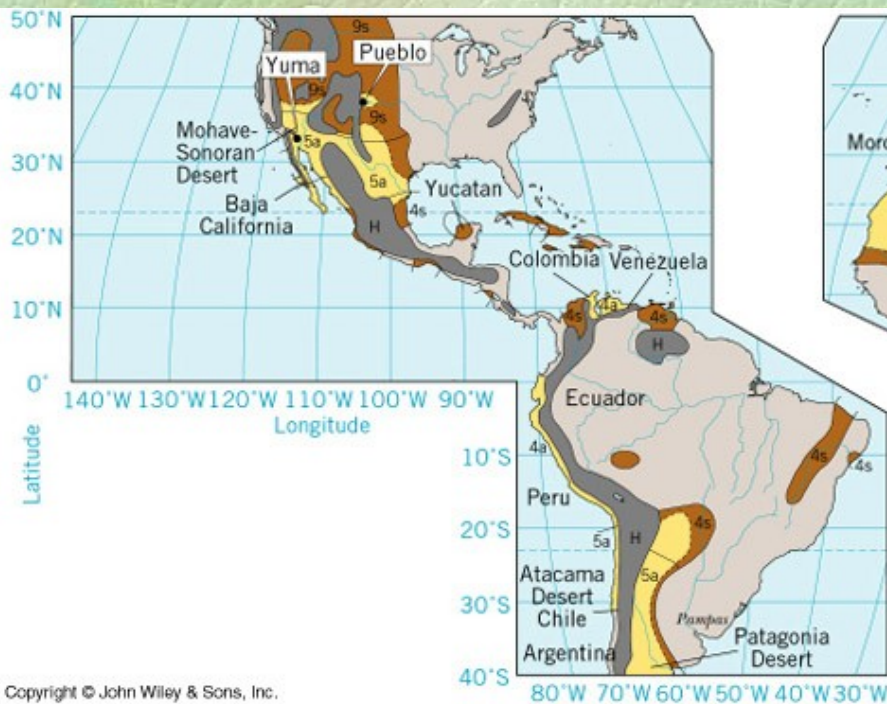 50°N
40°N
30°N
20°N
10°N
0°
9s
Pueblo
Yuma
9s
9s
Mohave-
Sonoran
Desert
5a
5a
Baja
California
Yucatan
4s
H
Colombia
Venezuela
4s
4a
4s
H
140°W 130°W 120°W 110°W 100°W 90°W
Longitude
Latitude
Ecuador
10°S
20°S
30°S
40°S
4a
4s
4s
Peru
4s
5a
H
5a
Atacama
Desert
Chile
Pampas
Argentina
Patagonia
Desert
80°W 70°W 60°W 50°W 40°W 30°W
Copyright © John Wiley & Sons, Inc.